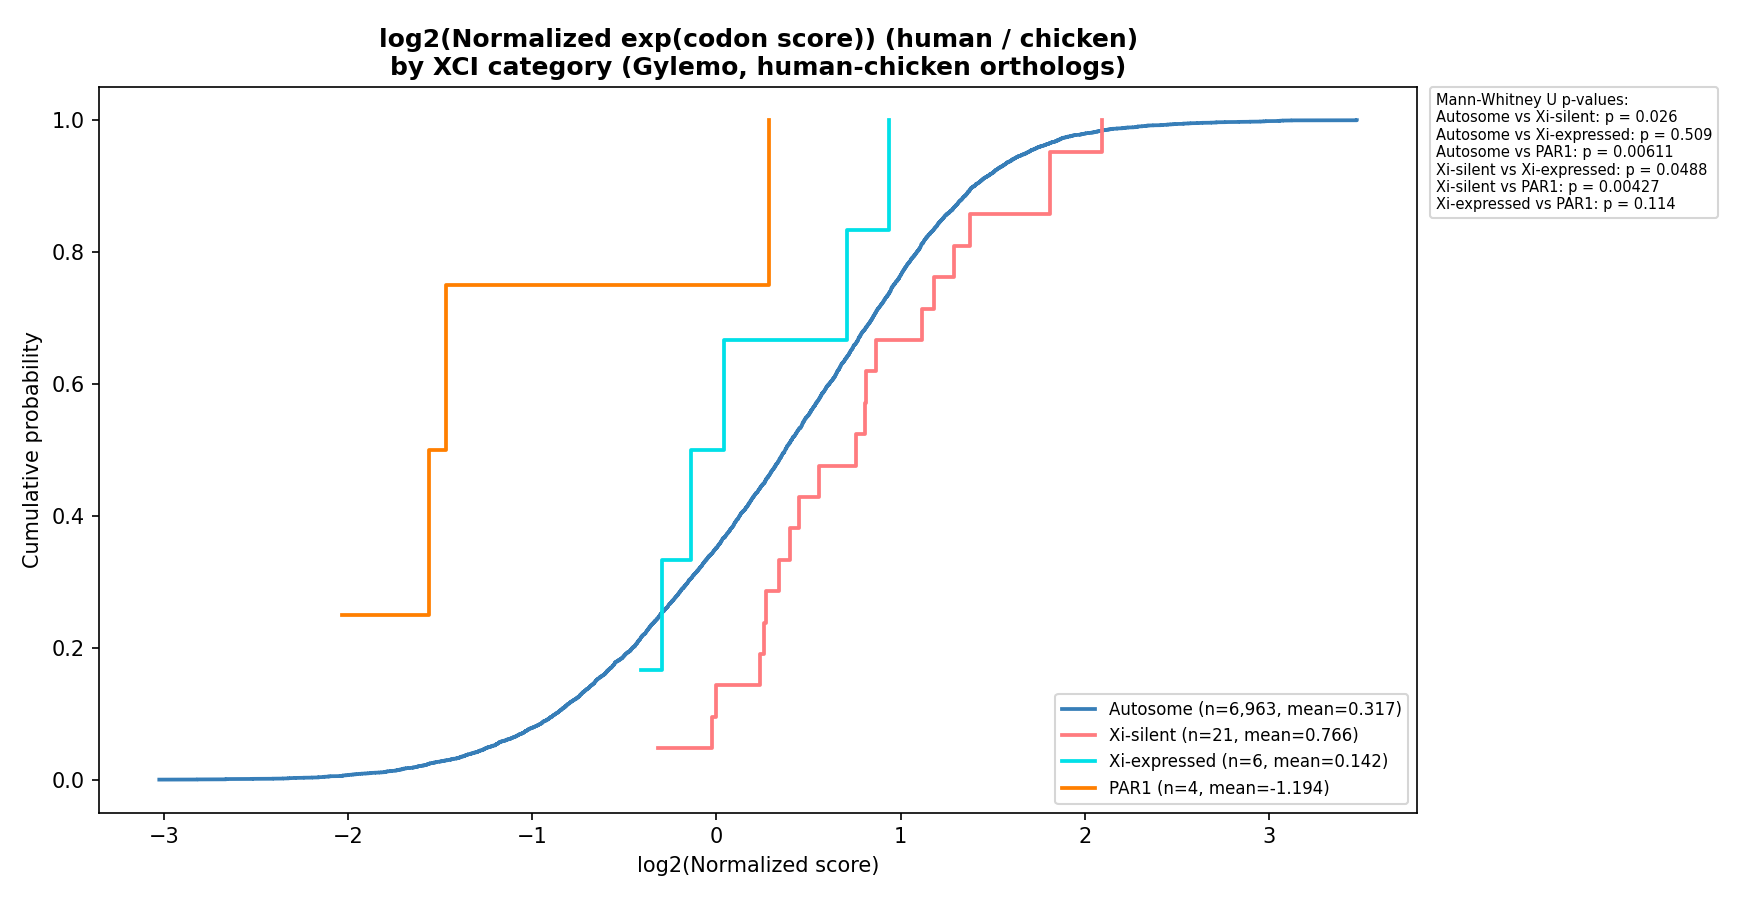 log2(Normalized exp(codon score)) (human / chicken)
by XCI category (Gylemo, human-chicken orthologs)
Mann-Whitney U p-values:
Autosome vs Xi-silent: p = 0.026
Autosome vs Xi-expressed: p = 0.509
Autosome vs PAR1: p = 0.00611
Xi-silent vs Xi-expressed: p = 0.0488
Xi-silent vs PAR1: p = 0.00427
Xi-expressed vs PAR1: p = 0.114
Cumulative probability
1.0
0.8
0.6
0.4
0.2
0.0
Autosome (n=6,963, mean=0.317)
Xi-silent (n=21, mean=0.766)
Xi-expressed (n=6, mean=0.142)
PAR1 (n=4, mean=-1.194)
−3 −2 −1 0 1 2 3
log2(Normalized score)